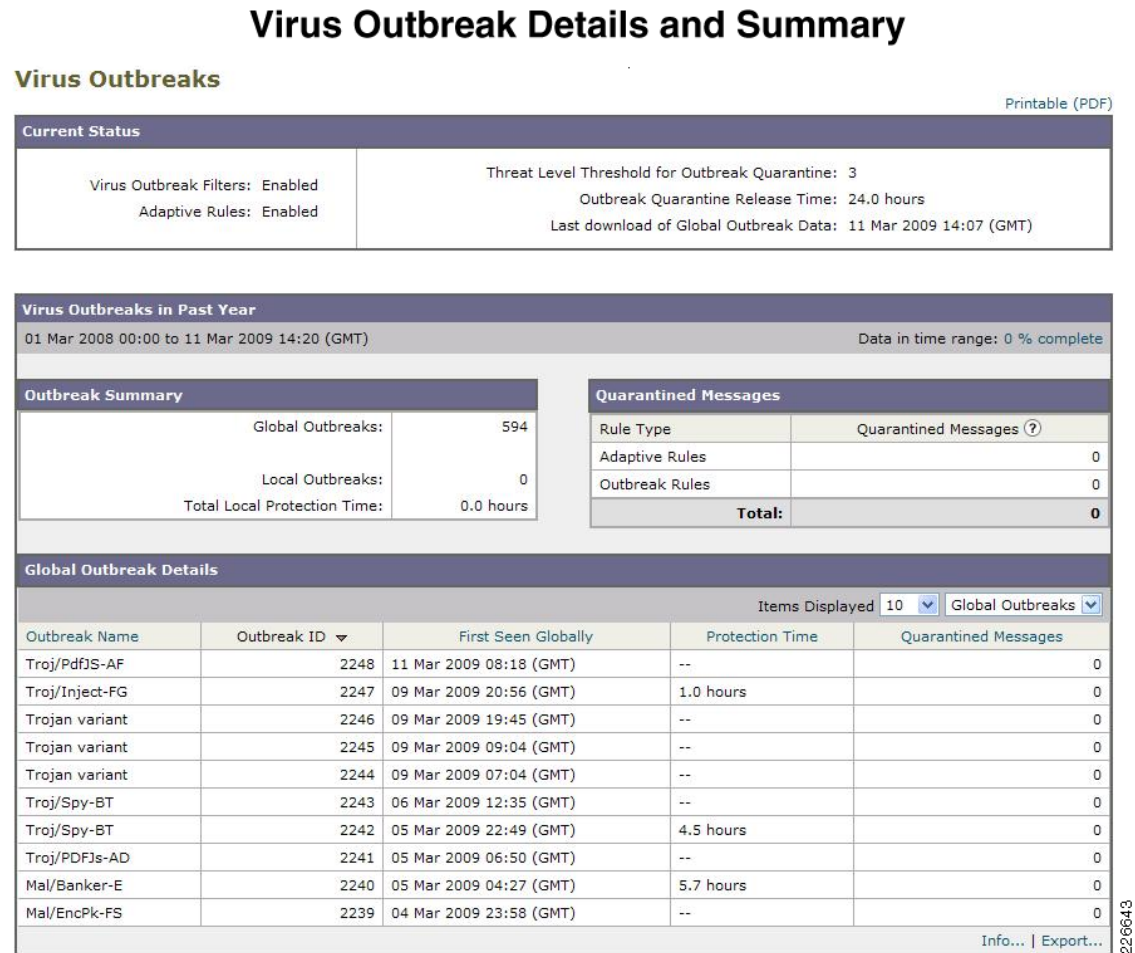 Virus Outbreak Details and Summary
Virus Outbreaks
Printable (PDF)
Current Status
Virus Outbreak Filters: Enabled
Adaptive Rules: Enabled
Threat Level Threshold for Outbreak Quarantine: 3
Outbreak Quarantine Release Time: 24.0 hours
Last download of Global Outbreak Data: 11 Mar 2009 14:07 (GMT)
Virus Outbreaks in Past Year
01 Mar 2008 00:00 to 11 Mar 2009 14:20 (GMT) Data in time range: 0 % complete
Outbreak Summary
Global Outbreaks: 594
Local Outbreaks: 0
Total Local Protection Time: 0.0 hours
Quarantined Messages
Rule Type Quarantined Messages ?
Adaptive Rules 0
Outbreak Rules 0
Total: 0
Global Outbreak Details
Items Displayed 10 Global Outbreaks
Outbreak Name Outbreak ID First Seen Globally Protection Time Quarantined Messages
Troj/PdfJS-AF 2248 11 Mar 2009 08:18 (GMT) -- 0
Troj/Inject-FG 2247 09 Mar 2009 20:56 (GMT) 1.0 hours 0
Trojan variant 2246 09 Mar 2009 19:45 (GMT) -- 0
Trojan variant 2245 09 Mar 2009 09:04 (GMT) -- 0
Trojan variant 2244 09 Mar 2009 07:04 (GMT) -- 0
Troj/Spy-BT 2243 06 Mar 2009 12:35 (GMT) -- 0
Troj/Spy-BT 2242 05 Mar 2009 22:49 (GMT) 4.5 hours 0
Troj/PDFJs-AD 2241 05 Mar 2009 06:50 (GMT) -- 0
Mal/Banker-E 2240 05 Mar 2009 04:27 (GMT) 5.7 hours 0
Mal/EncPk-FS 2239 04 Mar 2009 23:58 (GMT) -- 0
Info... | Export...
226643